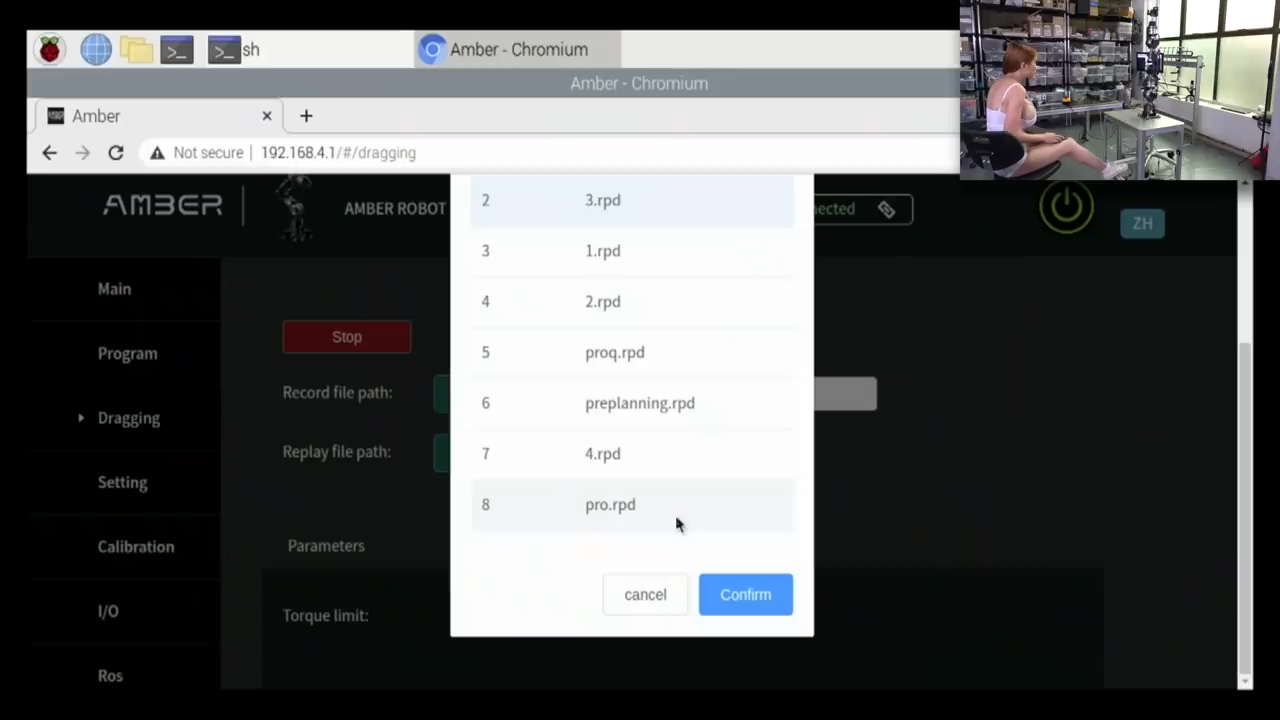 sh
Amber - Chromium
Amber - Chromium
Amber
Not secure | 192.168.4.1/#/dragging
AMBER
AMBER ROBOT
nected
ZH
Main
Program
Dragging
Setting
Calibration
I/O
Ros
Stop
Record file path:
Replay file path:
Parameters
Torque limit:
2 3.rpd
3 1.rpd
4 2.rpd
5 proq.rpd
6 preplanning.rpd
7 4.rpd
8 pro.rpd
cancel
Confirm